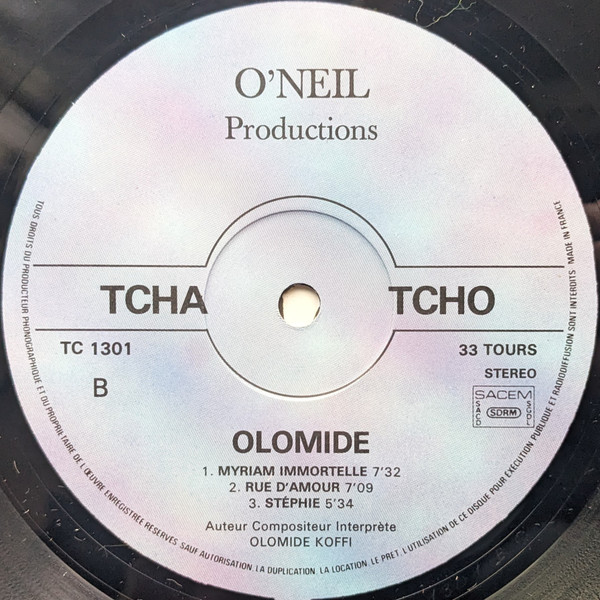 O'NEIL
Productions
TCHA TCHO
TC 1301
33 TOURS
B
STEREO
SACEM
SACD
SDRM
SGDL
OLOMIDE
1. MYRIAM IMMORTELLE 7'32
2. RUE D'AMOUR 7'09
3. STÉPHIE 5'34
Auteur Compositeur Interprète
OLOMIDE KOFFI
TOUS DROITS DU PRODUCTEUR PHONOGRAPHIQUE ET DU PROPRIETAIRE DE L'ŒUVRE ENREGISTREE RESERVES. SAUF AUTORISATION, LA DUPLICATION, LA LOCATION, LE PRET, L'UTILISATION DE CE DISQUE POUR EXECUTION PUBLIQUE ET RADIODIFFUSION SONT INTERDITS MADE IN FRANCE